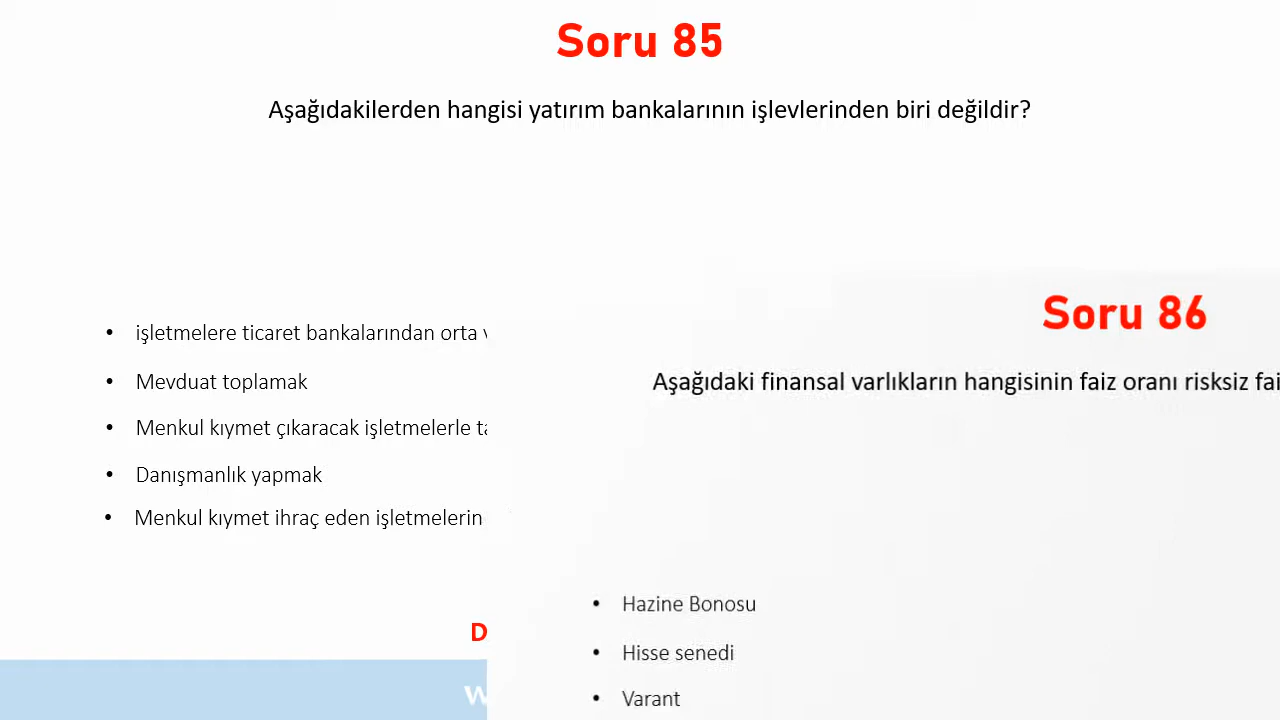 Soru 85
Aşağıdakilerden hangisi yatırım bankalarının işlevlerinden biri değildir?
• işletmelere ticaret bankalarından orta
• Mevduat toplamak
• Menkul kıymet çıkaracak işletmelerle
• Danışmanlık yapmak
• Menkul kıymet ihraç eden işletmelerin
D
W
Soru 86
Aşağıdaki finansal varlıkların hangisinin faiz oranı risksiz fai
• Hazine Bonosu
• Hisse senedi
• Varant